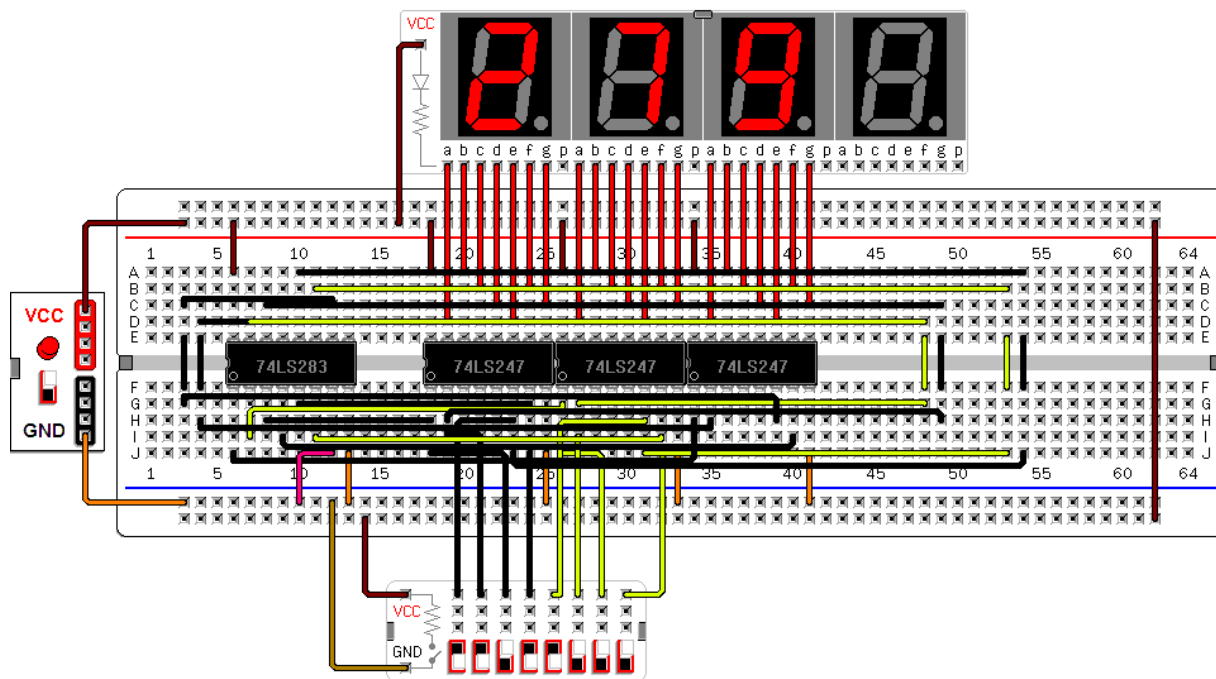 VCC
279
a b c d e f g p a b c d e f g p a b c d e f g p a b c d e f g p
1 5 10 15 20 25 30 35 40 45 50 55 60 64
A A
B B
C C
D D
E E
VCC
74LS283 74LS247 74LS247 74LS247
F F
G G
GND
H H
I I
J J
1 5 10 15 20 25 30 35 40 45 50 55 60 64
VCC
GND